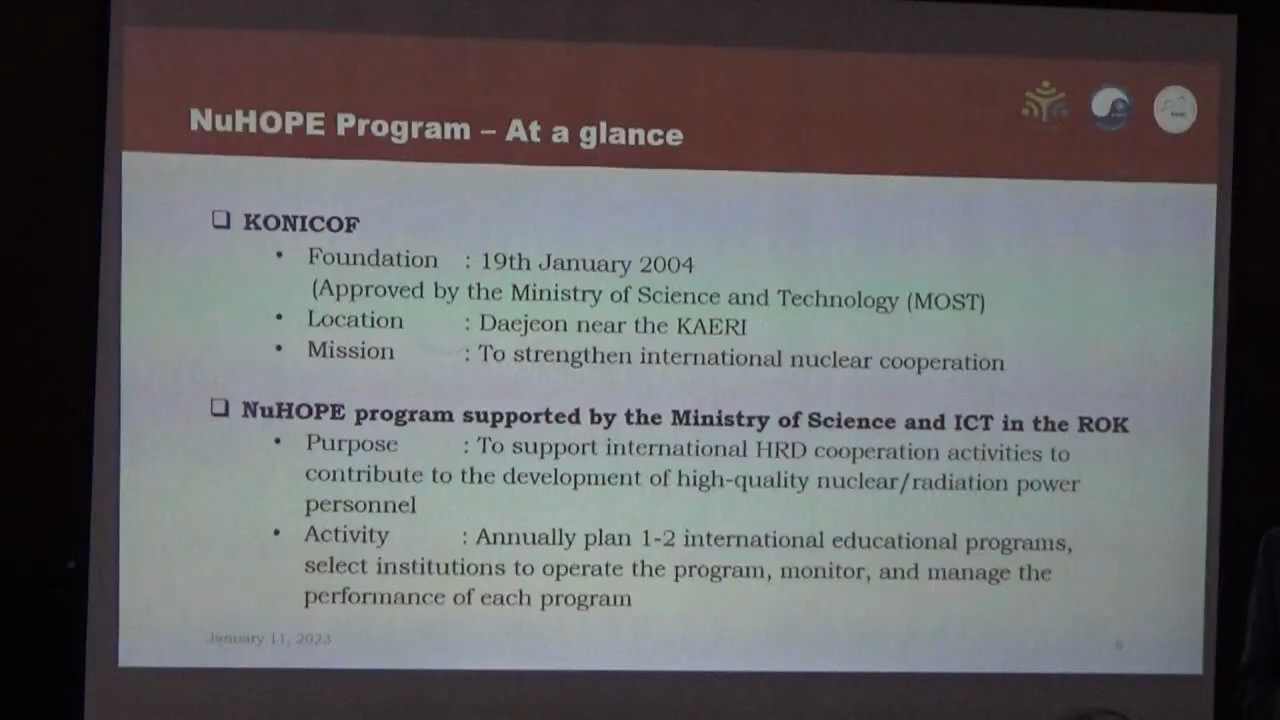 NuHOPE Program – At a glance
❑ KONICOF
• Foundation : 19th January 2004
(Approved by the Ministry of Science and Technology (MOST)
• Location : Daejeon near the KAERI
• Mission : To strengthen international nuclear cooperation
❑ NuHOPE program supported by the Ministry of Science and ICT in the ROK
• Purpose : To support international HRD cooperation activities to
contribute to the development of high-quality nuclear/radiation power
personnel
• Activity : Annually plan 1-2 international educational programs,
select institutions to operate the program, monitor, and manage the
performance of each program
January 11, 2023
6